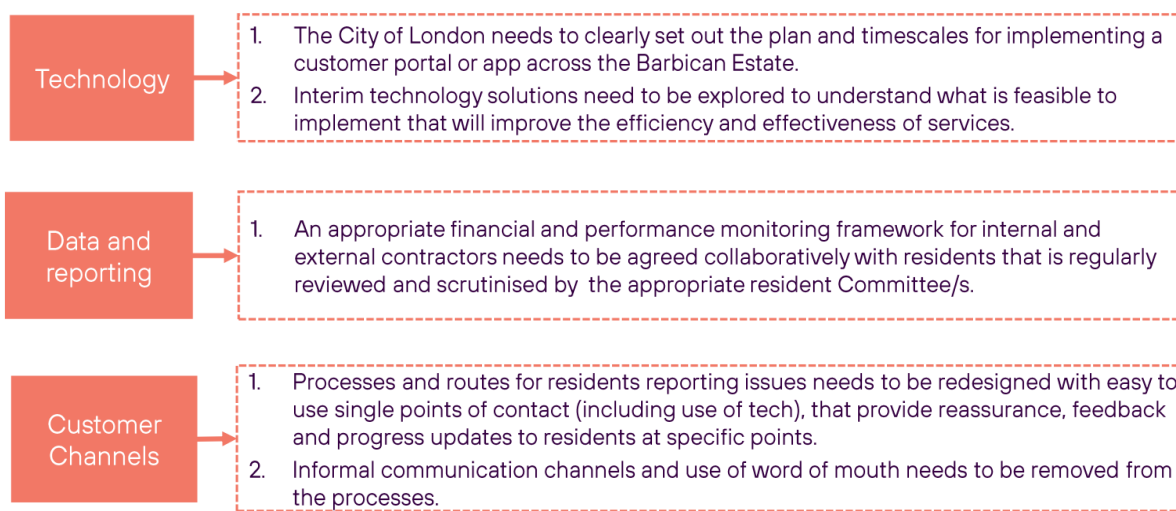 Technology
1. The City of London needs to clearly set out the plan and timescales for implementing a
customer portal or app across the Barbican Estate.
2. Interim technology solutions need to be explored to understand what is feasible to
implement that will improve the efficiency and effectiveness of services.
Data and
reporting
1. An appropriate financial and performance monitoring framework for internal and
external contractors needs to be agreed collaboratively with residents that is regularly
reviewed and scrutinised by the appropriate resident Committee/s.
Customer
Channels
1. Processes and routes for residents reporting issues needs to be redesigned with easy to
use single points of contact (including use of tech), that provide reassurance, feedback
and progress updates to residents at specific points.
2. Informal communication channels and use of word of mouth needs to be removed from
the processes.